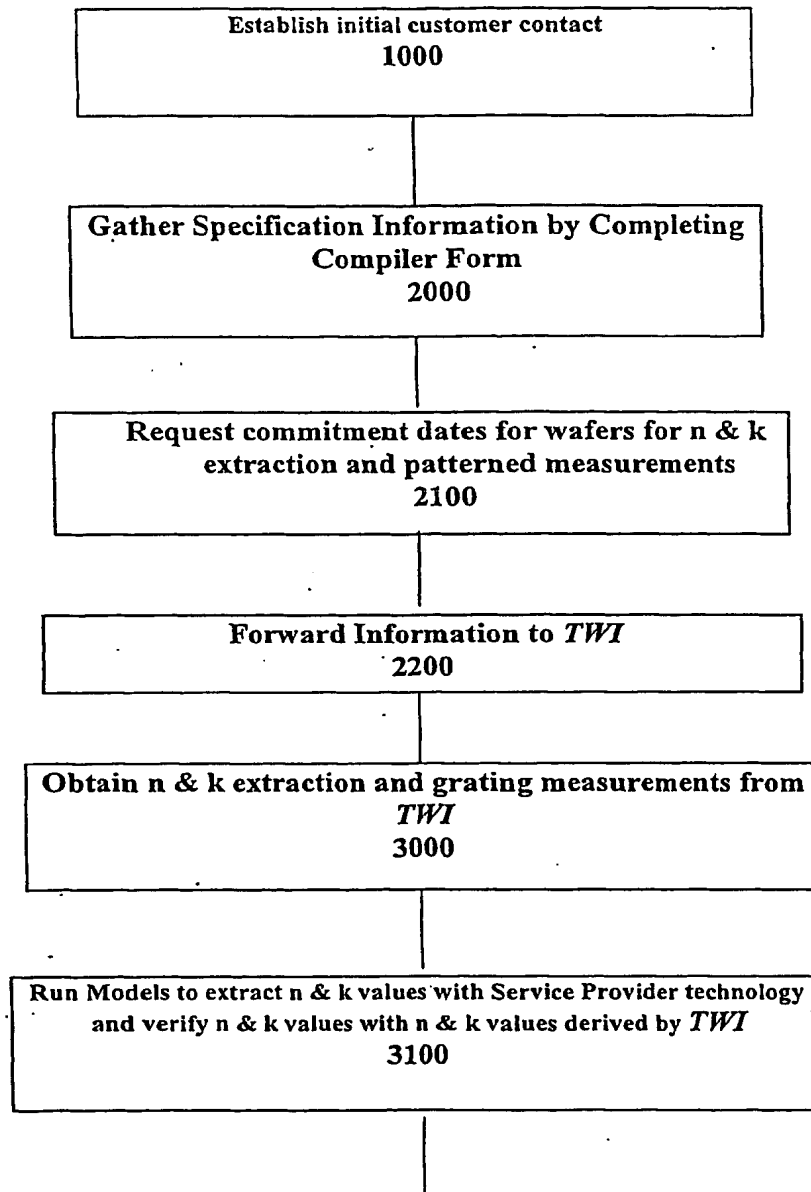 Establish initial customer contact
1000
Gather Specification Information by Completing
Compiler Form
2000
Request commitment dates for wafers for n & k
extraction and patterned measurements
2100
Forward Information to TWI
2200
Obtain n & k extraction and grating measurements from
TWI
3000
Run Models to extract n & k values with Service Provider technology
and verify n & k values with n & k values derived by TWI
3100